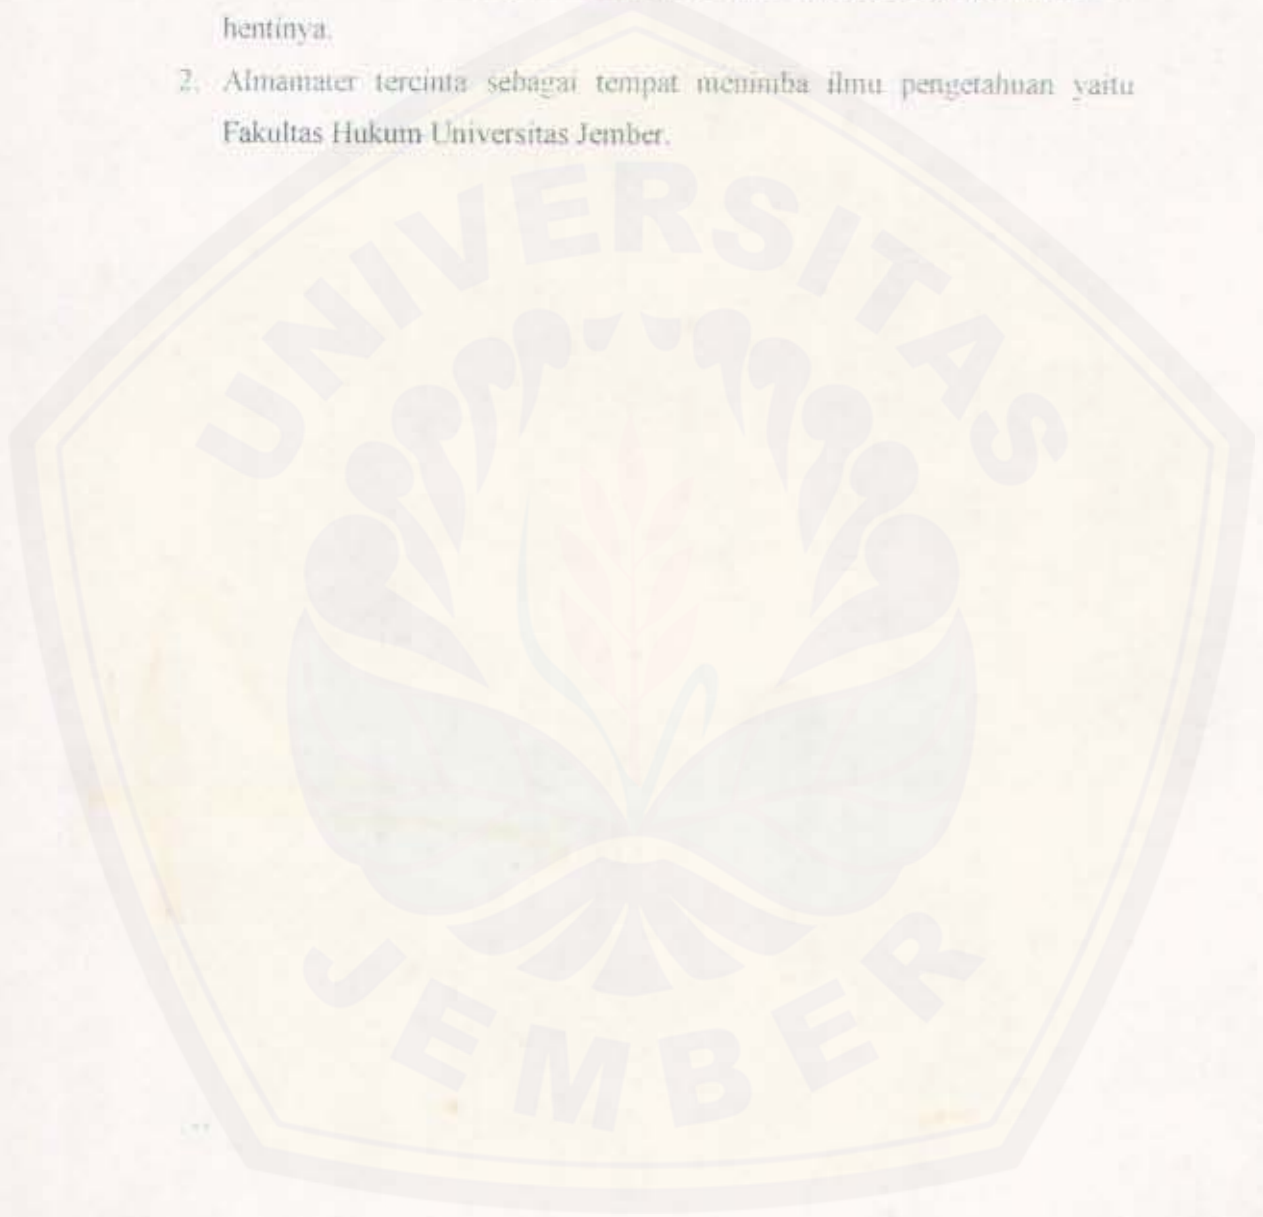 hentinya.
2. Almamater tercinta sebagai tempat menimba ilmu pengetahuan yaitu
Fakultas Hukum Universitas Jember.
UNIVERSITAS
JEMBER